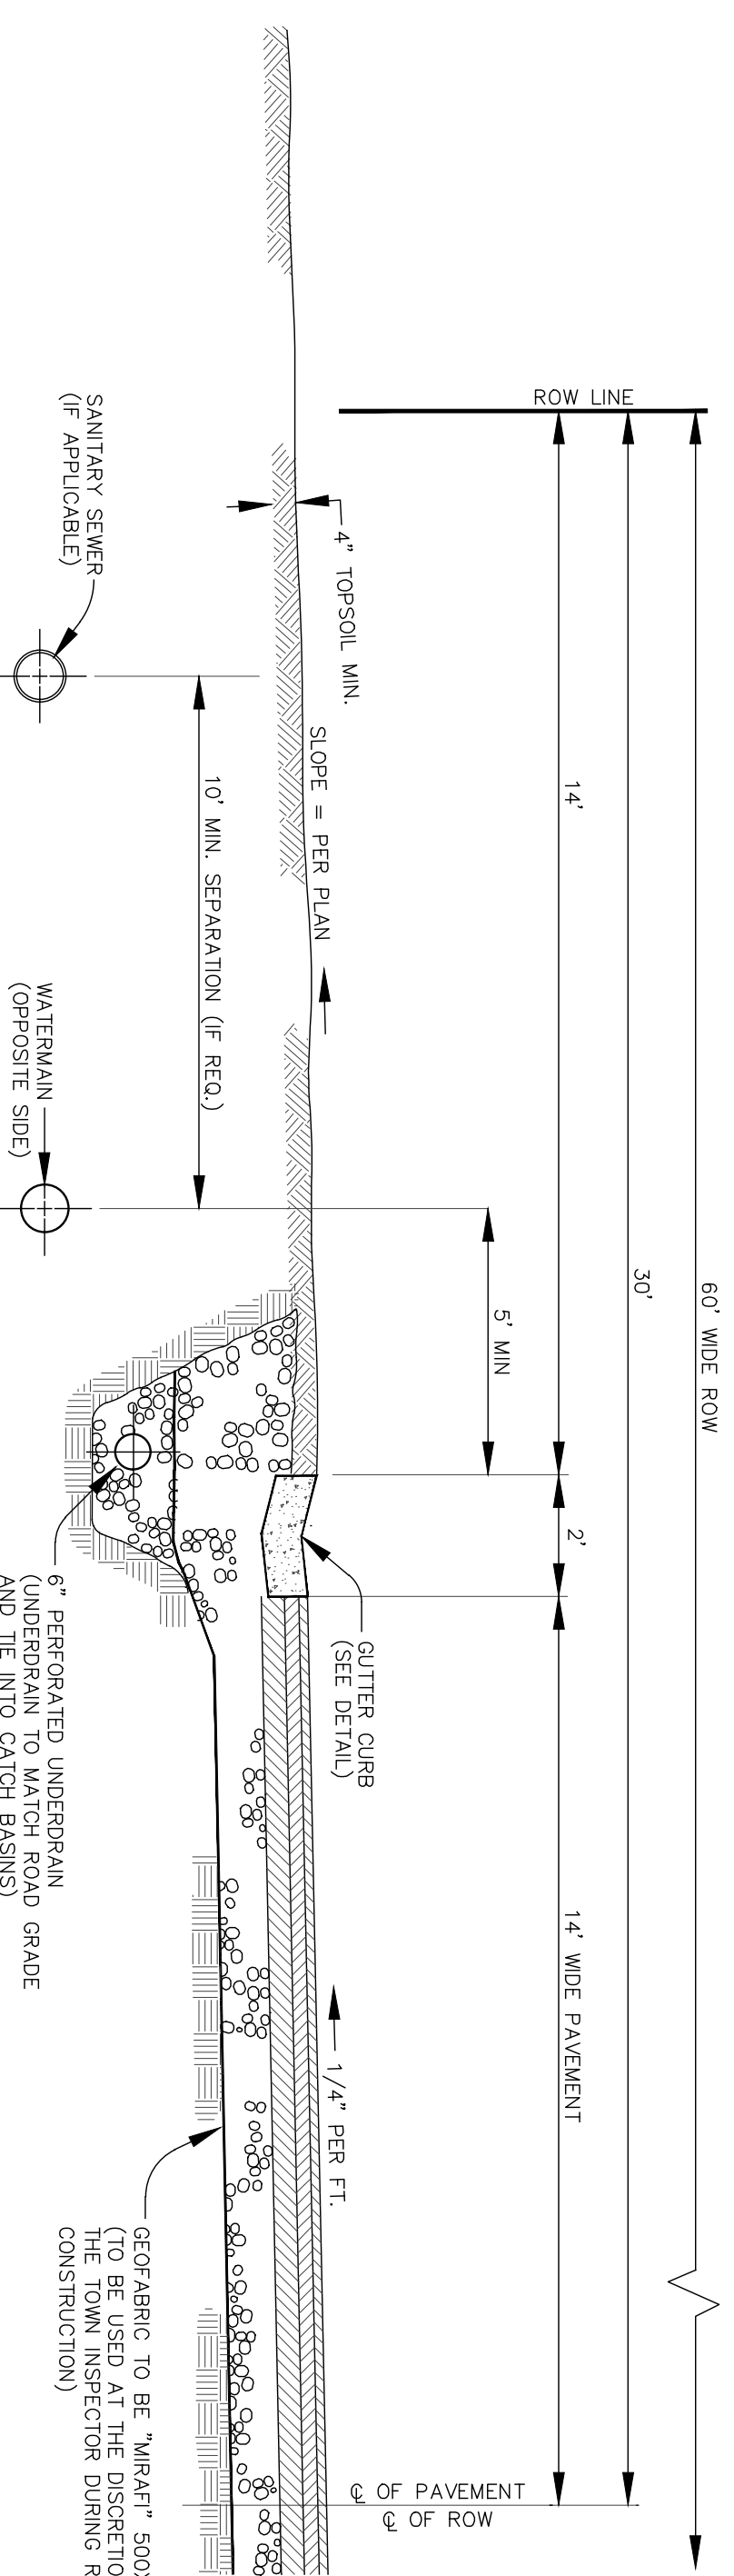 60' WIDE ROW
30'
ROW LINE
14'
2'
14' WIDE PAVEMENT
℄ OF PAVEMENT
℄ OF ROW
5' MIN
4" TOPSOIL MIN.
SLOPE = PER PLAN
GUTTER CURB
(SEE DETAIL)
1/4" PER FT.
10' MIN. SEPARATION (IF REQ.)
SANITARY SEWER
(IF APPLICABLE)
WATERMAIN
(OPPOSITE SIDE)
6" PERFORATED UNDERDRAIN
(UNDERDRAIN TO MATCH ROAD GRADE
AND TIE INTO CATCH BASINS)
GEOFABRIC TO BE "MIRAFI"
(TO BE USED AT THE
THE TOWN INSPECTOR DURING
CONSTRUCTION)